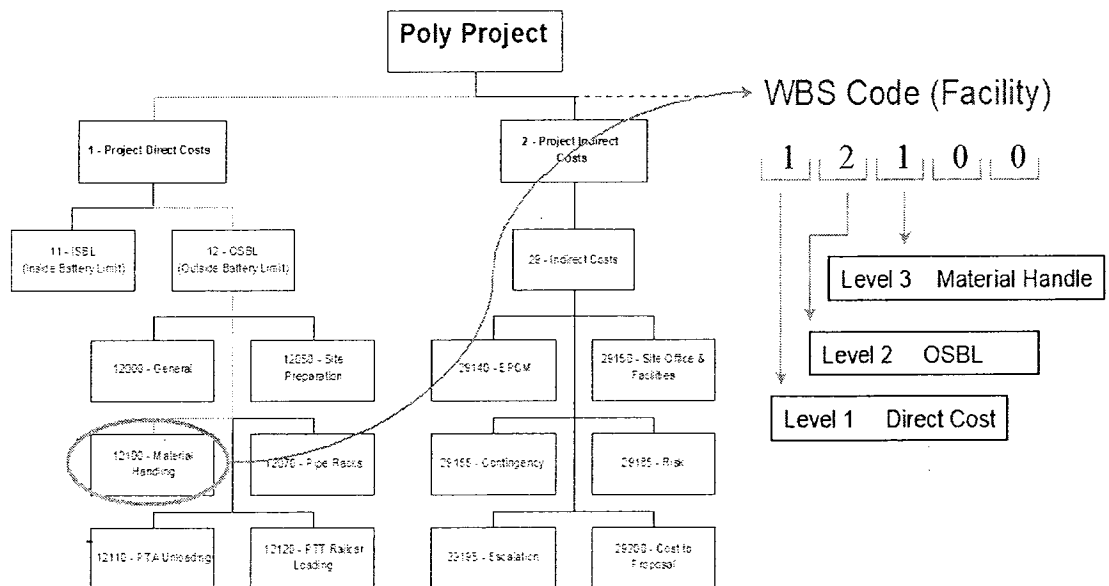 Poly Project
WBS Code (Facility)
1 - Project Direct Costs
2 - Project Indirect
Costs
1 2 1 0 0
11 - ISBL
(Inside Battery Limit)
12 - OSBL
(Outside Battery Limit)
29 - Indirect Costs
Level 3 Material Handle
Level 2 OSBL
Level 1 Direct Cost
12000 - General
12050 - Site
Preparation
29140 - EPCM
29150 - Site Office &
Facilities
12100 - Material
Handling
12070 - Pipe Racks
29155 - Contingency
29185 - Risk
12110 - PTA Unloading
12120 - PTT Railcar
Loading
29195 - Escalation
29200 - Cost to
Proposal